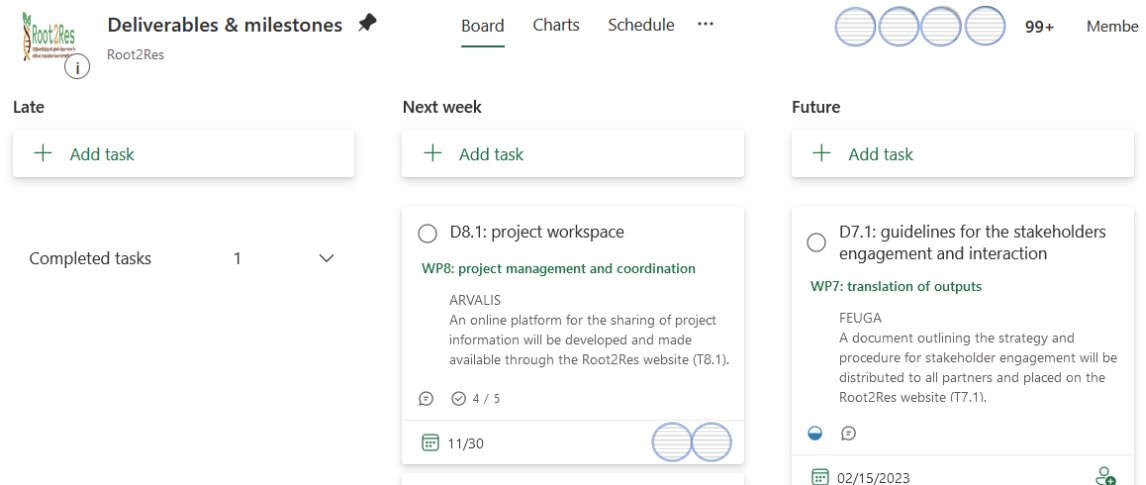 Root2Res
Deliverables & milestones
Root2Res
Board
Charts
Schedule
99+
Membe
Late
Add task
Completed tasks 1
Next week
Add task
D8.1: project workspace
WP8: project management and coordination
ARVALIS
An online platform for the sharing of project
information will be developed and made
available through the Root2Res website (T8.1).
4 / 5
11/30
Future
Add task
D7.1: guidelines for the stakeholders
engagement and interaction
WP7: translation of outputs
FEUGA
A document outlining the strategy and
procedure for stakeholder engagement will be
distributed to all partners and placed on the
Root2Res website (T7.1).
02/15/2023